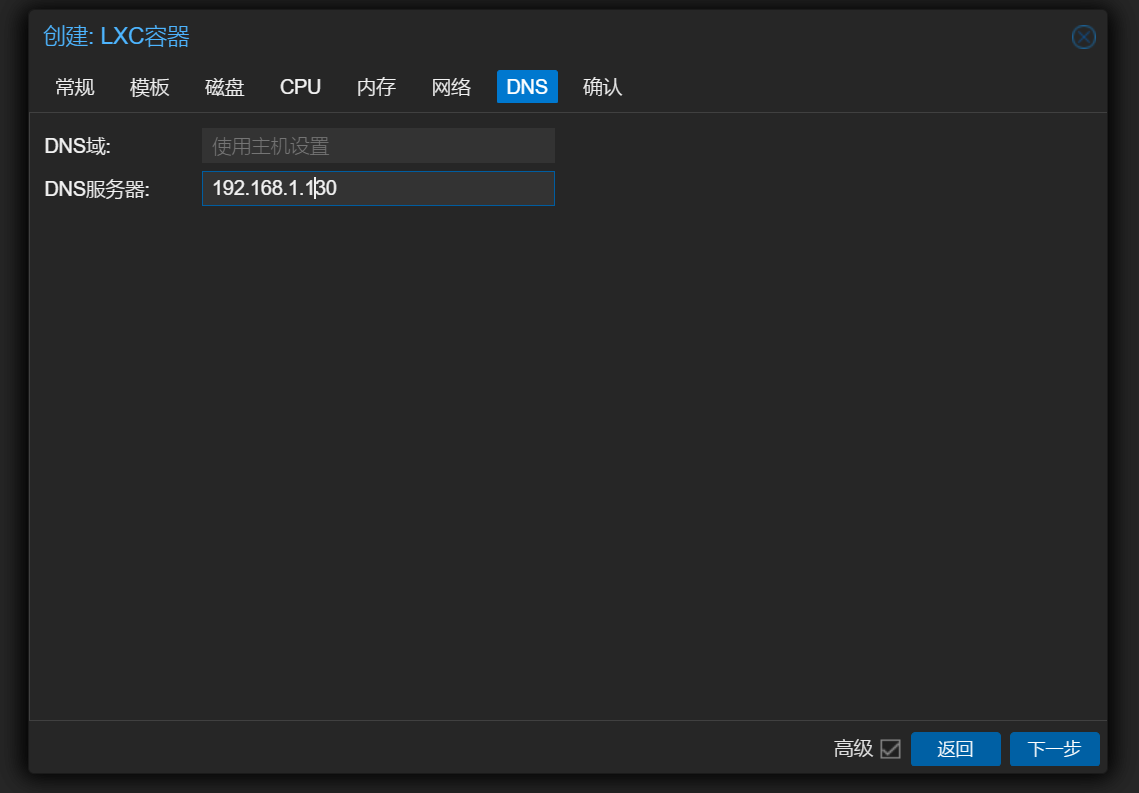 创建: LXC容器
常规 模板 磁盘 CPU 内存 网络 DNS 确认
DNS域: 使用主机设置
DNS服务器: 192.168.1.130
高级 返回 下一步